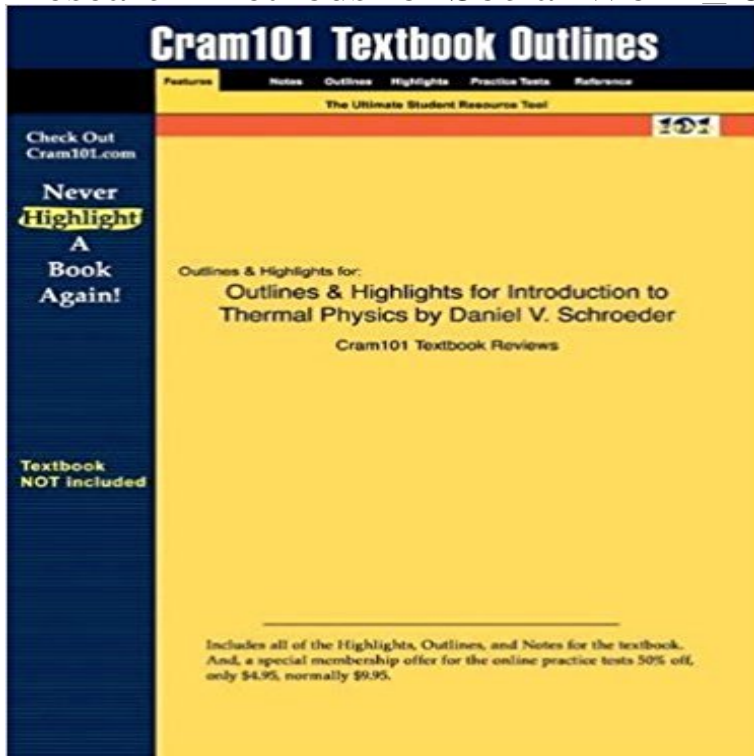 Cram101 Textbook Outlines
Features Notes Outlines Highlights Practice Tests Reference
The Ultimate Student Resource Tool
101
Check Out
Cram101.com
Never
Highlight
A
Book
Again!
Outlines & Highlights for:
Outlines & Highlights for Introduction to
Thermal Physics by Daniel V. Schroeder
Cram101 Textbook Reviews
Textbook
NOT included
Includes all of the Highlights, Outlines, and Notes for the textbook.
And, a special membership offer for the online practice tests 50% off,
only $4.95, normally $9.95.